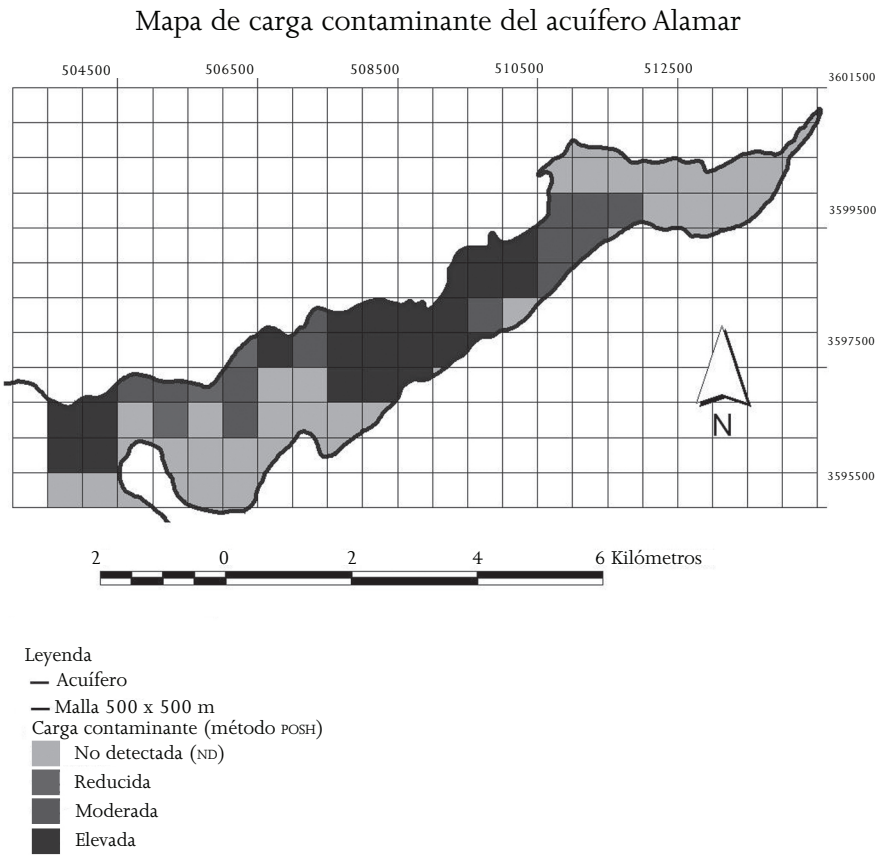 Mapa de carga contaminante del acuífero Alamar
504500 506500 508500 510500 512500 3601500
3599500
3597500
N
3595500
2 0 2 4 6 Kilómetros
Leyenda
Acuífero
Malla 500 x 500 m
Carga contaminante (método POSH)
No detectada (ND)
Reducida
Moderada
Elevada